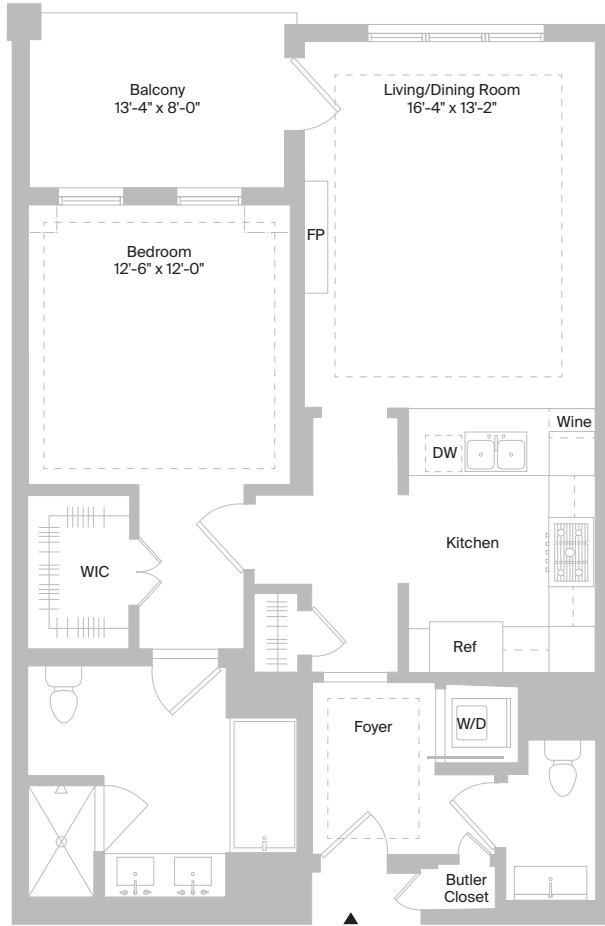 Balcony
13'-4" x 8'-0"
Living/Dining Room
16'-4" x 13'-2"
FP
Bedroom
12'-6" x 12'-0"
Wine
DW
Kitchen
WIC
Ref
Foyer
W/D
Butler
Closet